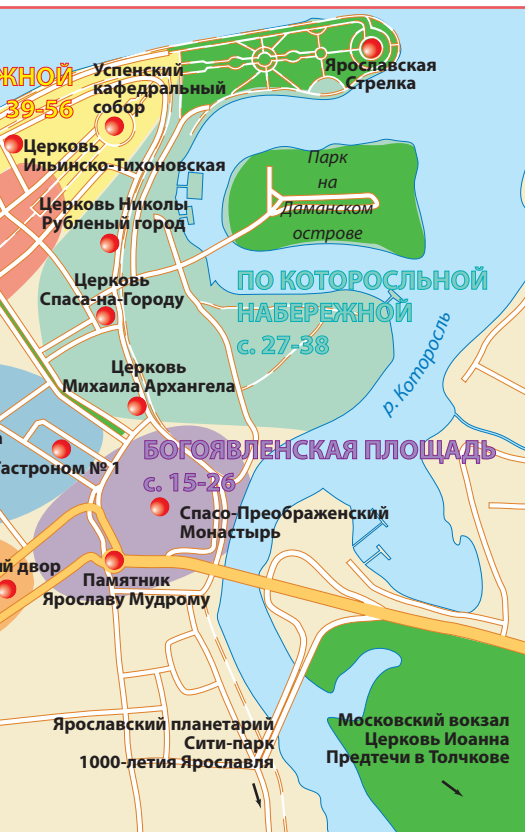 Ярославская
Стрелка
Успенский
кафедральный
собор
39-56
Церковь
Ильинско-Тихоновская
Парк
на
Даманском
острове
Церковь Николы
Рубленый город
Церковь
Спаса-на-Городу
ПО КОТОРОСЛЬНОЙ
НАБЕРЕЖНОЙ
с. 27-38
р. Которосль
Церковь
Михаила Архангела
БОГОЯВЛЕНСКАЯ ПЛОЩАДЬ
с. 15-26
астроном № 1
Спасо-Преображенский
Монастырь
й двор
Памятник
Ярославу Мудрому
Ярославский планетарий
Сити-парк
1000-летия Ярославля
Московский вокзал
Церковь Иоанна
Предтечи в Толчкове